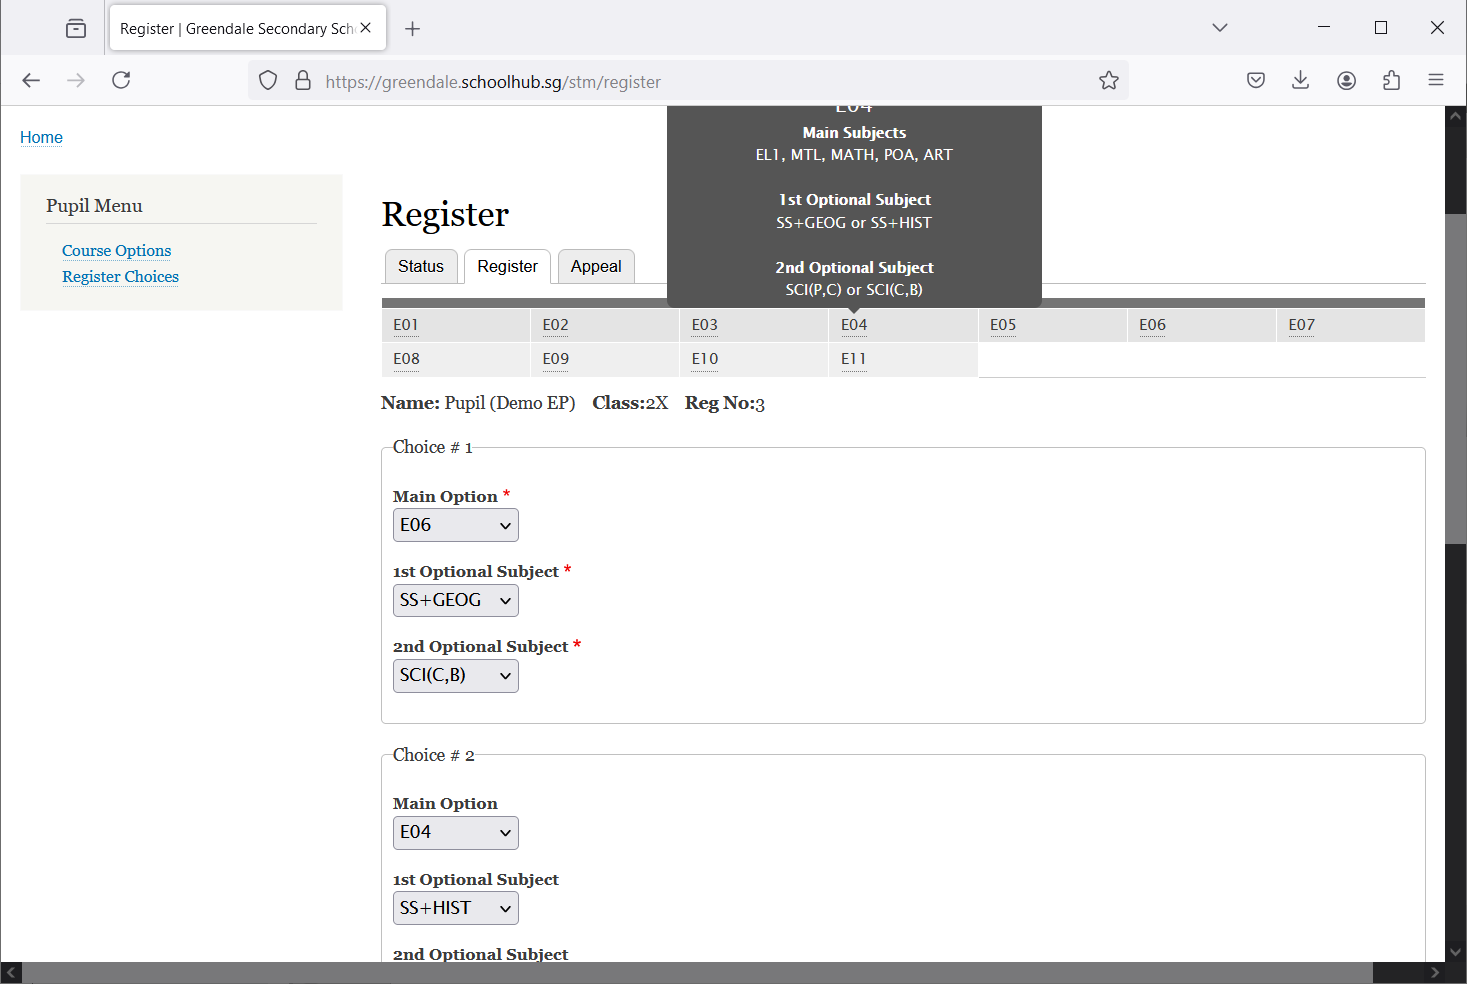 Register | Greendale Secondary Sch
https://greendale.schoolhub.sg/stm/register
Home
Pupil Menu
Course Options
Register Choices
E04
Main Subjects
EL1, MTL, MATH, POA, ART
1st Optional Subject
SS+GEOG or SS+HIST
2nd Optional Subject
SCI(P,C) or SCI(C,B)
Register
Status Register Appeal
E01 E02 E03 E04 E05 E06 E07
E08 E09 E10 E11
Name: Pupil (Demo EP) Class:2X Reg No:3
Choice # 1
Main Option *
E06
1st Optional Subject *
SS+GEOG
2nd Optional Subject *
SCI(C,B)
Choice # 2
Main Option
E04
1st Optional Subject
SS+HIST
2nd Optional Subject